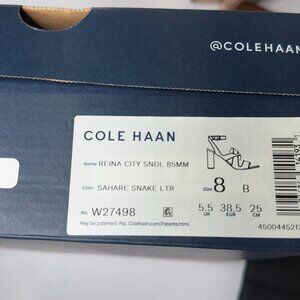 @COLEHAAN
COLE HAAN
Name REINA CITY SNDL 85MM
Color SAHARE SNAKE LTR
Size 8 B
No. W27498
5.5 UK 38.5 EUR 25 CM
May be patented. Pat. Colehaan.com/Patents.html